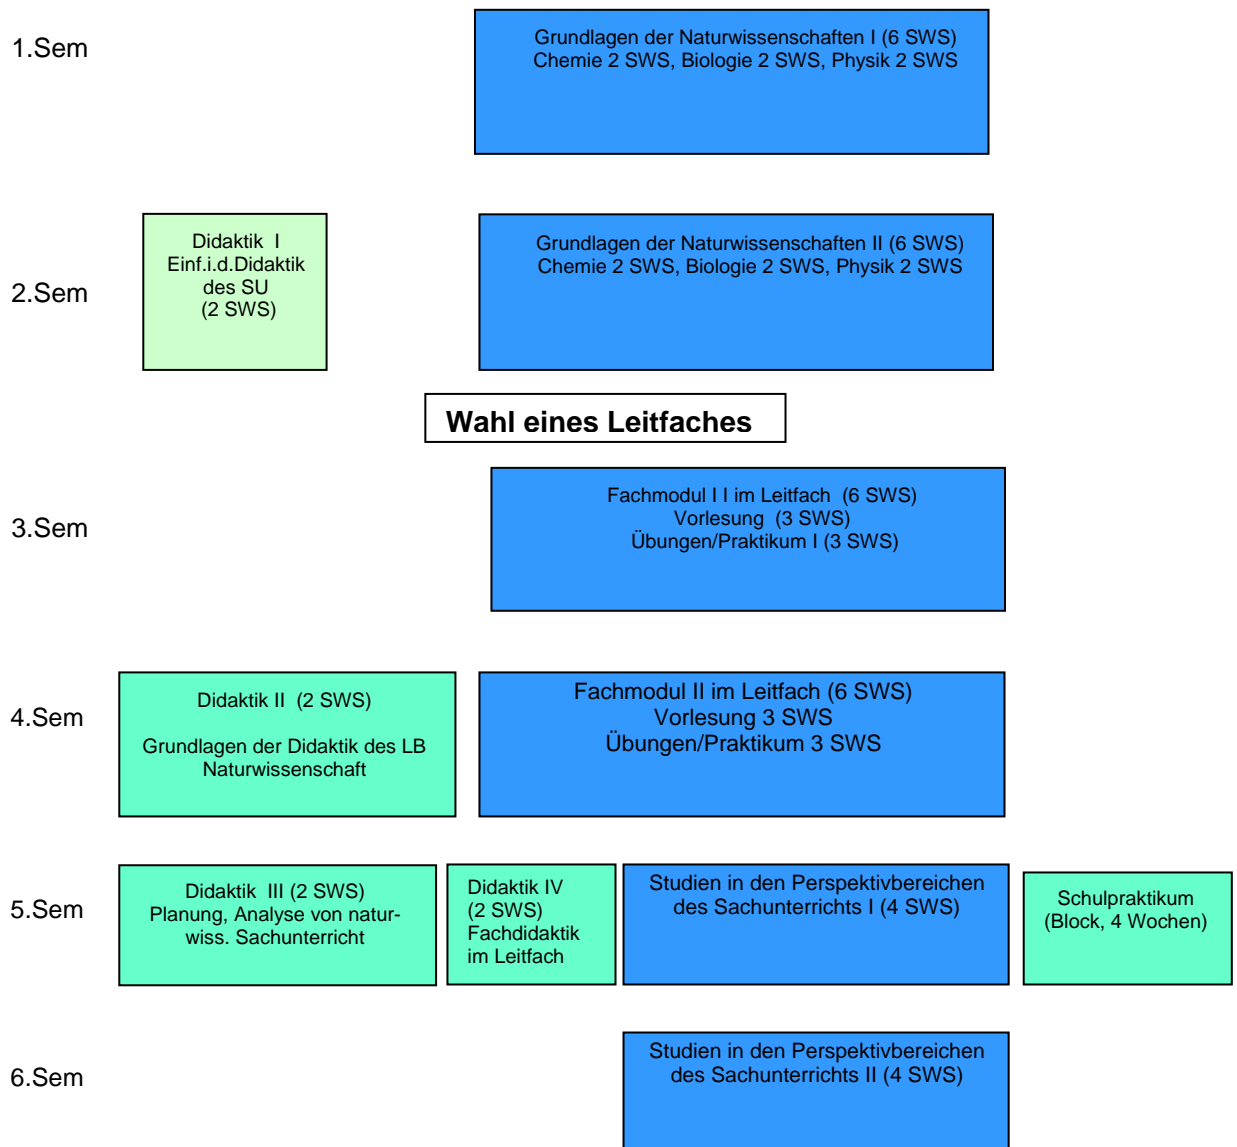 1.Sem
Grundlagen der Naturwissenschaften I (6 SWS)
Chemie 2 SWS, Biologie 2 SWS, Physik 2 SWS
2.Sem
Didaktik I
Einf.i.d.Didaktik
des SU
(2 SWS)
Grundlagen der Naturwissenschaften II (6 SWS)
Chemie 2 SWS, Biologie 2 SWS, Physik 2 SWS
Wahl eines Leitfaches
3.Sem
Fachmodul I I im Leitfach (6 SWS)
Vorlesung (3 SWS)
Übungen/Praktikum I (3 SWS)
4.Sem
Didaktik II (2 SWS)
Grundlagen der Didaktik des LB
Naturwissenschaft
Fachmodul II im Leitfach (6 SWS)
Vorlesung 3 SWS
Übungen/Praktikum 3 SWS
5.Sem
Didaktik III (2 SWS)
Planung, Analyse von natur-
wiss. Sachunterricht
Didaktik IV
(2 SWS)
Fachdidaktik
im Leitfach
Studien in den Perspektivbereichen
des Sachunterrichts I (4 SWS)
Schulpraktikum
(Block, 4 Wochen)
6.Sem
Studien in den Perspektivbereichen
des Sachunterrichts II (4 SWS)